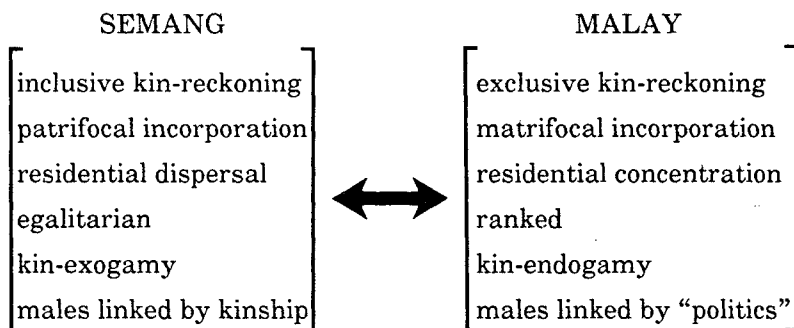 SEMANG
inclusive kin-reckoning
patrifocal incorporation
residential dispersal
egalitarian
kin-exogamy
males linked by kinship
MALAY
exclusive kin-reckoning
matrifocal incorporation
residential concentration
ranked
kin-endogamy
males linked by “politics”